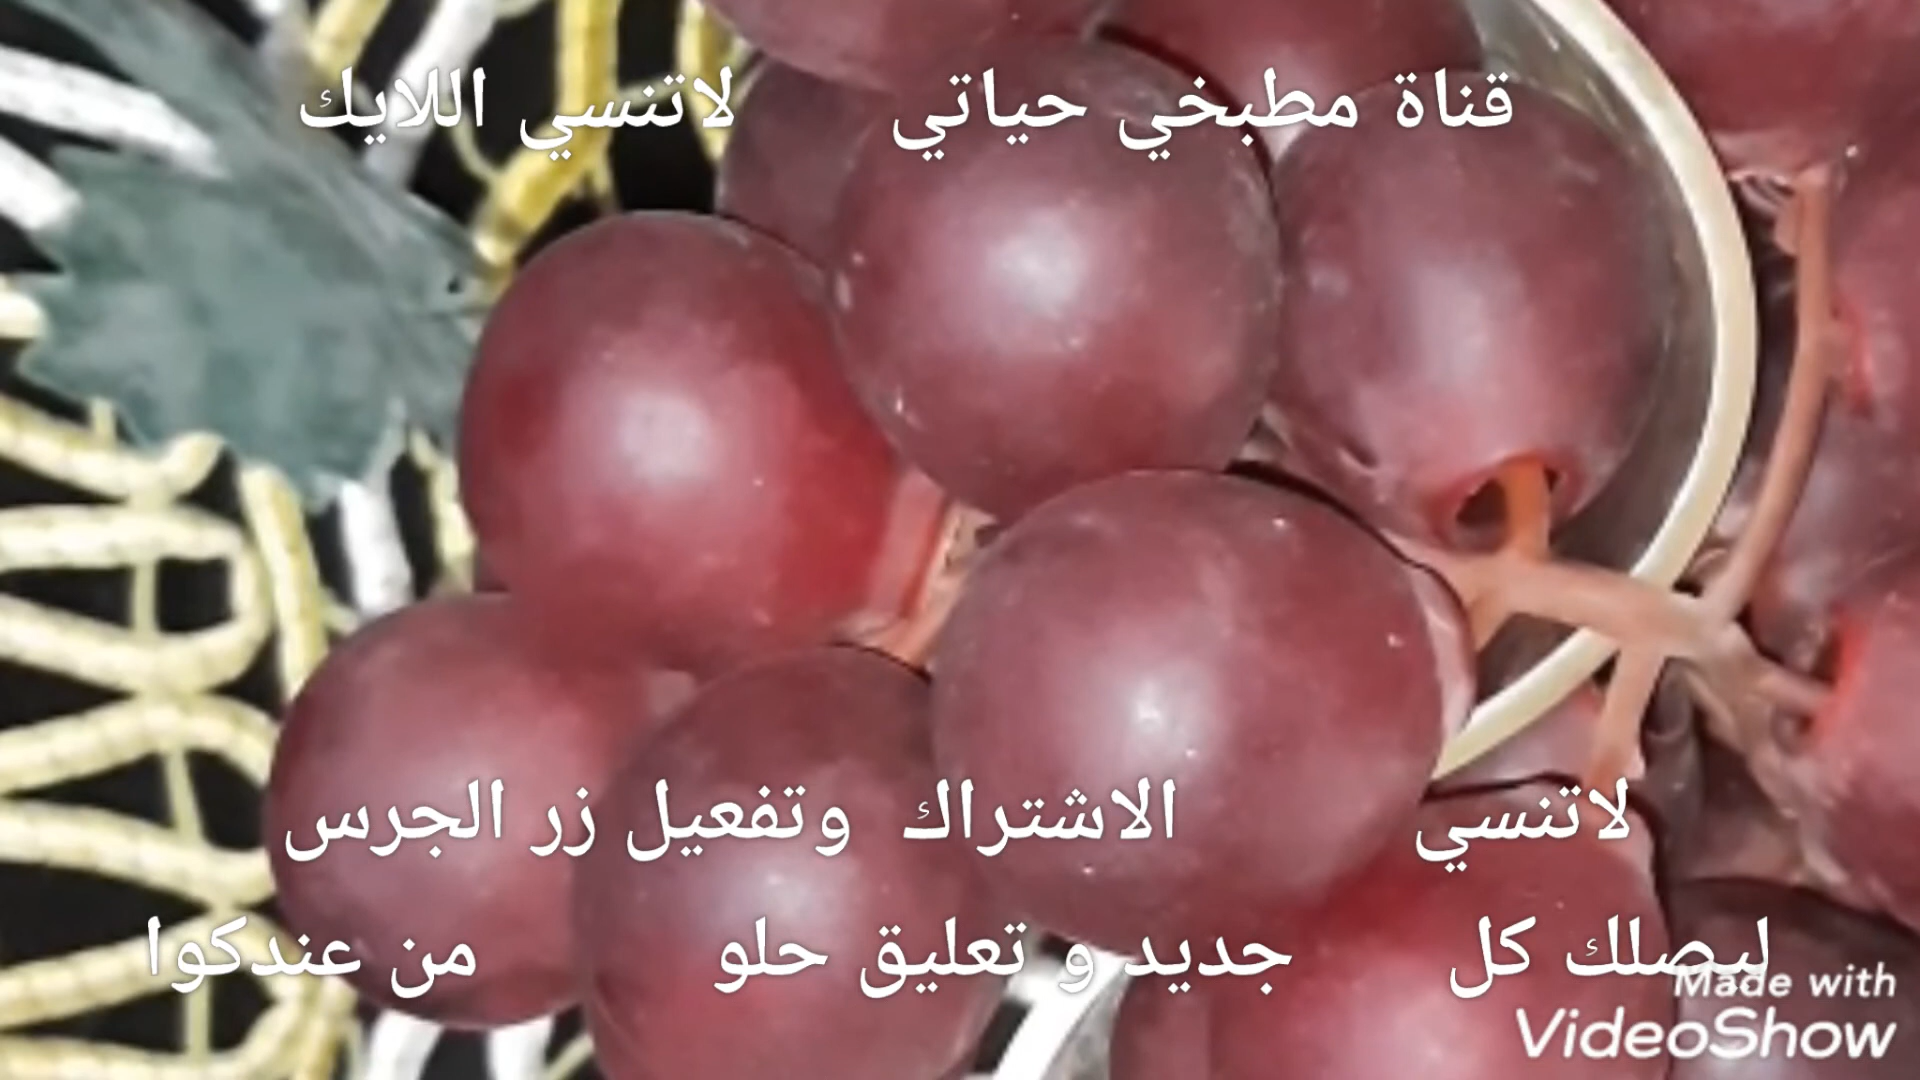 قناة مطبخي حياتي لاتنسي اللايك
لاتنسي الاشتراك وتفعيل زر الجرس
ليصلك كل جديد و تعليق حلو من عندكوا
Made with
VideoShow